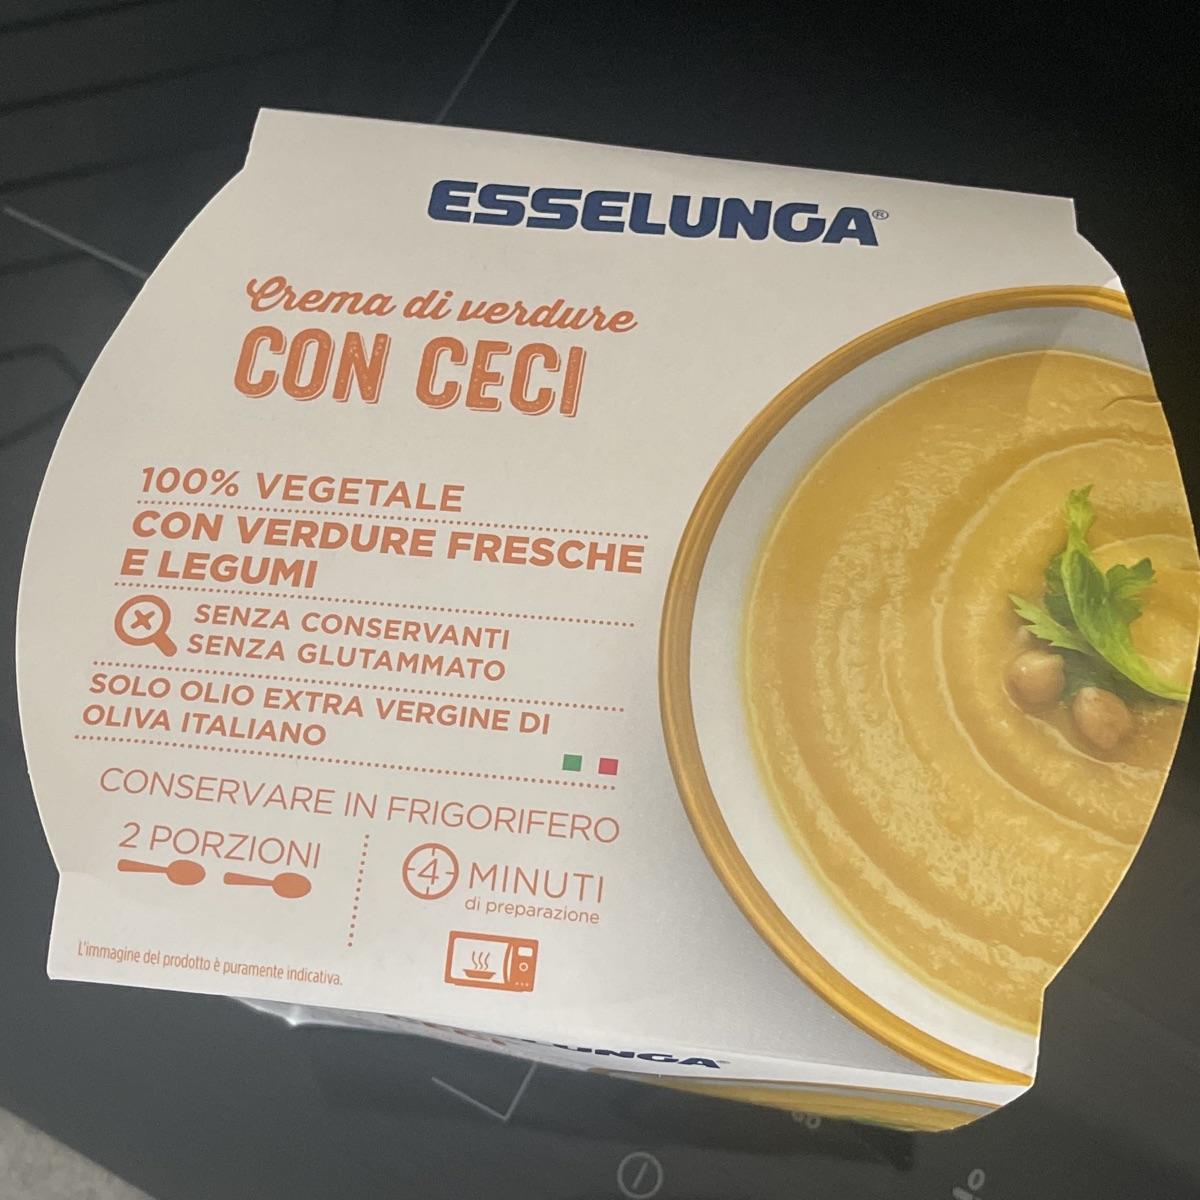 ESSELUNGA®
Crema di verdure
CON CECI
100% VEGETALE
CON VERDURE FRESCHE
E LEGUMI
SENZA CONSERVANTI
SENZA GLUTAMMATO
SOLO OLIO EXTRA VERGINE DI
OLIVA ITALIANO
CONSERVARE IN FRIGORIFERO
2 PORZIONI
4 MINUTI
di preparazione
L'immagine del prodotto è puramente indicativa.